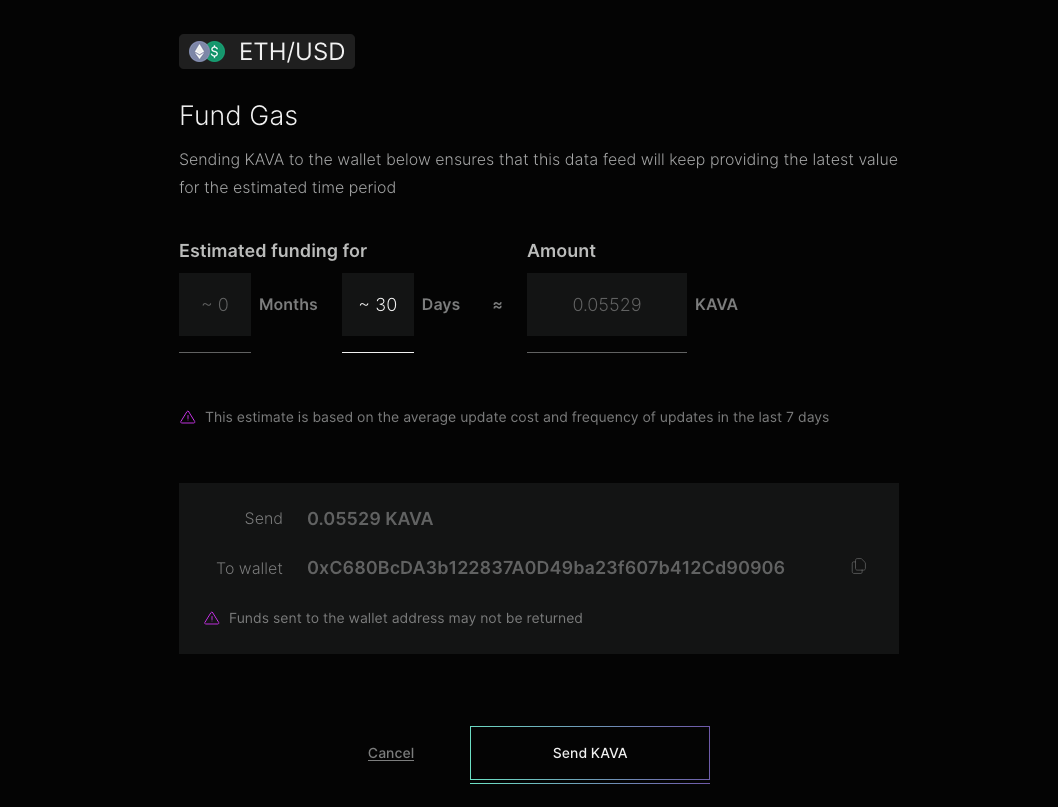 ETH/USD
Fund Gas
Sending KAVA to the wallet below ensures that this data feed will keep providing the latest value
for the estimated time period
Estimated funding for
Amount
~ 0 Months ~ 30 Days ≈ 0.05529 KAVA
This estimate is based on the average update cost and frequency of updates in the last 7 days
Send 0.05529 KAVA
To wallet 0xC680BcDA3b122837A0D49ba23f607b412Cd90906
Funds sent to the wallet address may not be returned
Cancel
Send KAVA